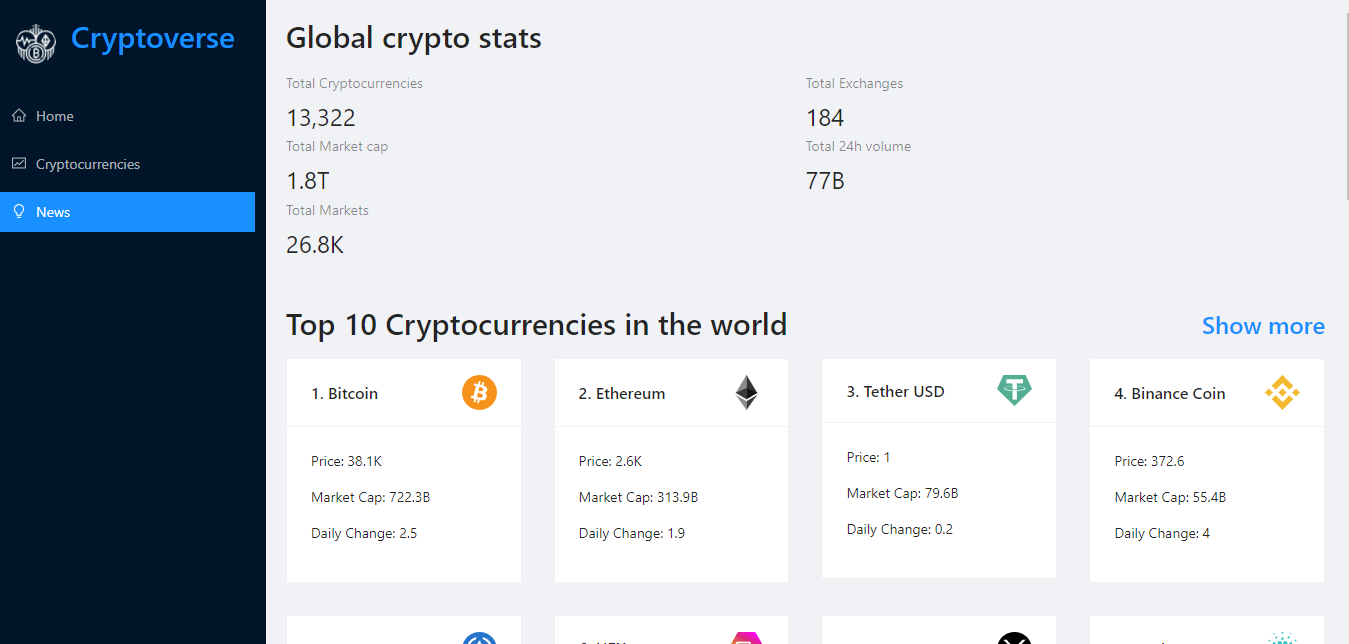 Cryptoverse
Home
Cryptocurrencies
News
Global crypto stats
Total Cryptocurrencies
13,322
Total Exchanges
184
Total Market cap
1.8T
Total 24h volume
77B
Total Markets
26.8K
Top 10 Cryptocurrencies in the world
Show more
1. Bitcoin
Price: 38.1K
Market Cap: 722.3B
Daily Change: 2.5
2. Ethereum
Price: 2.6K
Market Cap: 313.9B
Daily Change: 1.9
3. Tether USD
Price: 1
Market Cap: 79.6B
Daily Change: 0.2
4. Binance Coin
Price: 372.6
Market Cap: 55.4B
Daily Change: 4